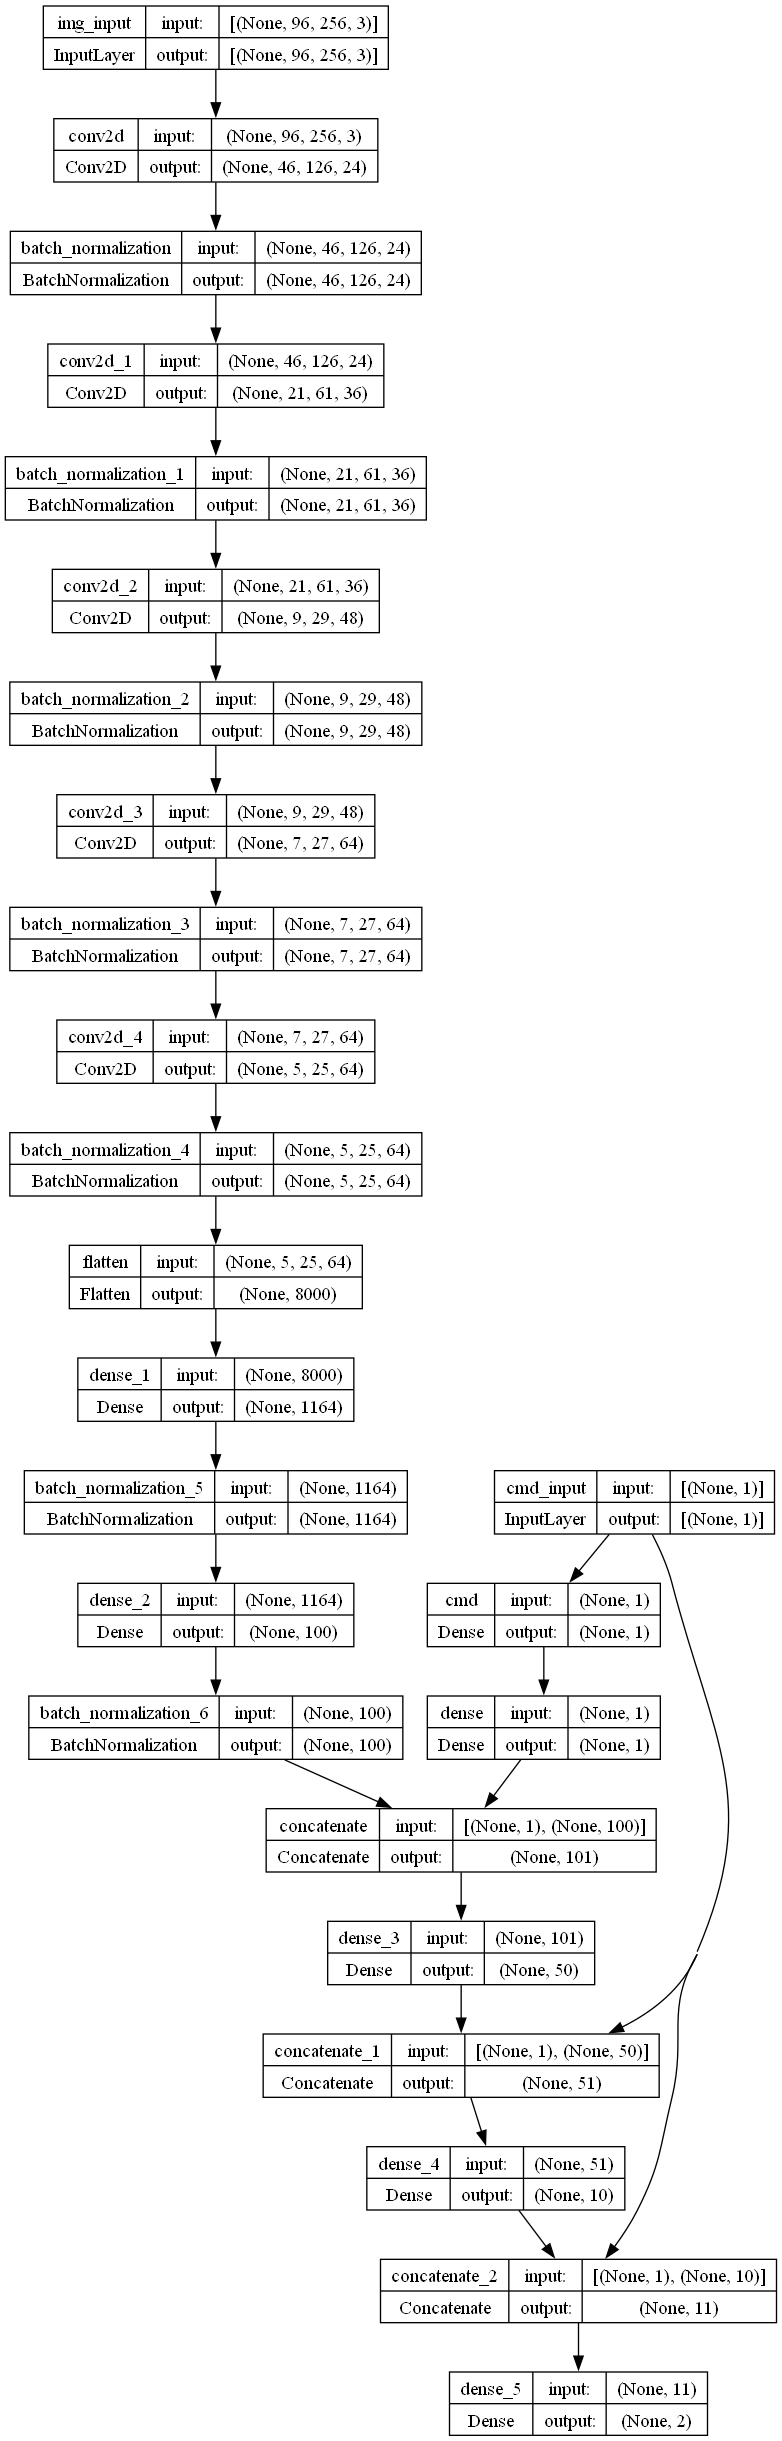 img_input input: [(None, 96, 256, 3)]
InputLayer output: [(None, 96, 256, 3)]
conv2d input: (None, 96, 256, 3)
Conv2D output: (None, 46, 126, 24)
batch_normalization input: (None, 46, 126, 24)
BatchNormalization output: (None, 46, 126, 24)
conv2d_1 input: (None, 46, 126, 24)
Conv2D output: (None, 21, 61, 36)
batch_normalization_1 input: (None, 21, 61, 36)
BatchNormalization output: (None, 21, 61, 36)
conv2d_2 input: (None, 21, 61, 36)
Conv2D output: (None, 9, 29, 48)
batch_normalization_2 input: (None, 9, 29, 48)
BatchNormalization output: (None, 9, 29, 48)
conv2d_3 input: (None, 9, 29, 48)
Conv2D output: (None, 7, 27, 64)
batch_normalization_3 input: (None, 7, 27, 64)
BatchNormalization output: (None, 7, 27, 64)
conv2d_4 input: (None, 7, 27, 64)
Conv2D output: (None, 5, 25, 64)
batch_normalization_4 input: (None, 5, 25, 64)
BatchNormalization output: (None, 5, 25, 64)
flatten input: (None, 5, 25, 64)
Flatten output: (None, 8000)
dense_1 input: (None, 8000)
Dense output: (None, 1164)
batch_normalization_5 input: (None, 1164)
BatchNormalization output: (None, 1164)
cmd_input input: [(None, 1)]
InputLayer output: [(None, 1)]
dense_2 input: (None, 1164)
Dense output: (None, 100)
cmd input: (None, 1)
Dense output: (None, 1)
batch_normalization_6 input: (None, 100)
BatchNormalization output: (None, 100)
dense input: (None, 1)
Dense output: (None, 1)
concatenate input: [(None, 1), (None, 100)]
Concatenate output: (None, 101)
dense_3 input: (None, 101)
Dense output: (None, 50)
concatenate_1 input: [(None, 1), (None, 50)]
Concatenate output: (None, 51)
dense_4 input: (None, 51)
Dense output: (None, 10)
concatenate_2 input: [(None, 1), (None, 10)]
Concatenate output: (None, 11)
dense_5 input: (None, 11)
Dense output: (None, 2)